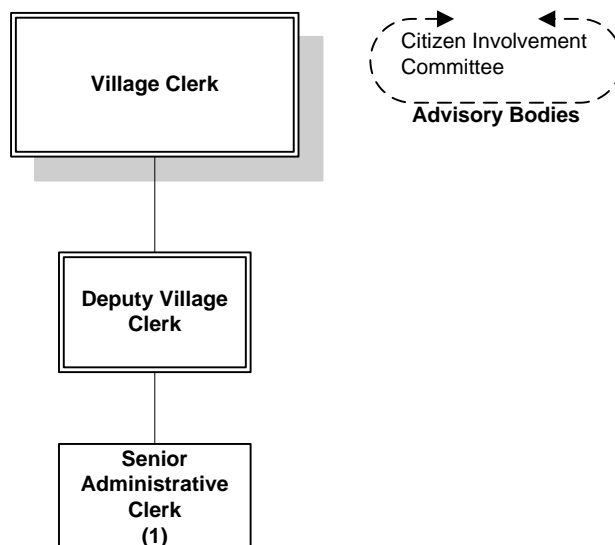 Village Clerk
Citizen Involvement
Committee
Advisory Bodies
Deputy Village
Clerk
Senior
Administrative
Clerk
(1)